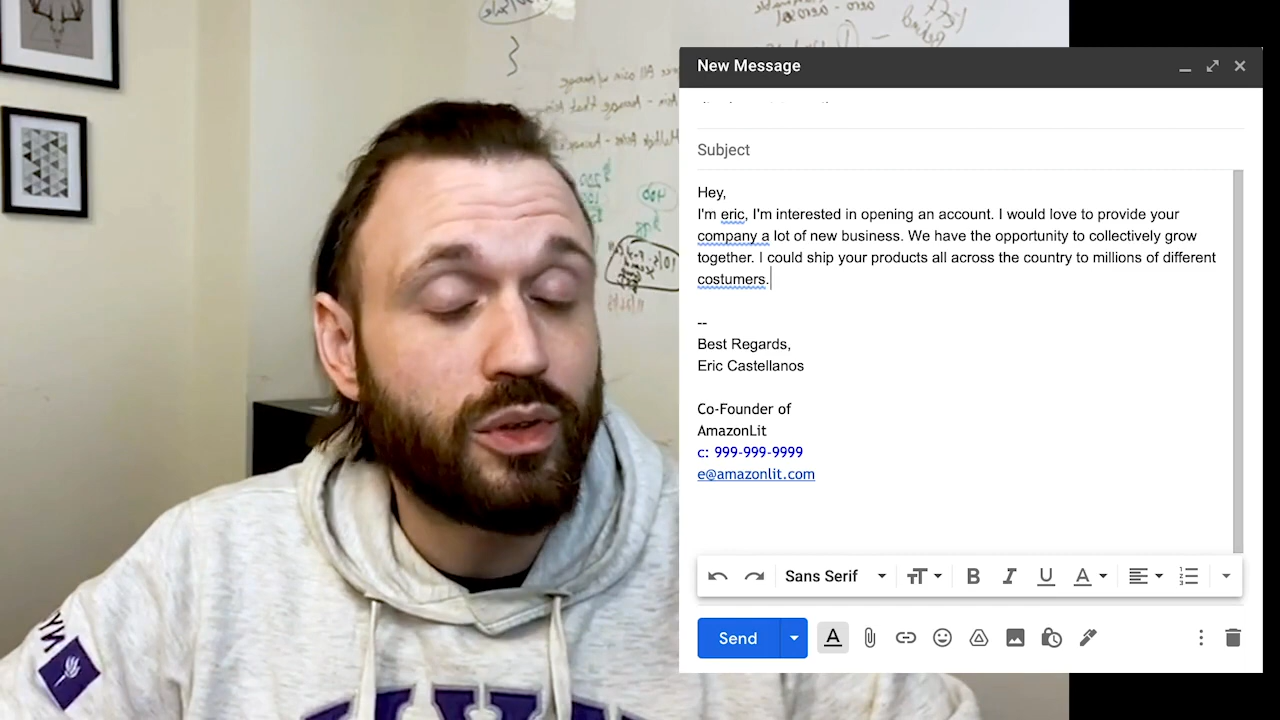 New Message
Subject
Hey,
I'm eric, I'm interested in opening an account. I would love to provide your
company a lot of new business. We have the opportunity to collectively grow
together. I could ship your products all across the country to millions of different
costumers.
--
Best Regards,
Eric Castellanos
Co-Founder of
AmazonLit
c: 999-999-9999
e@amazonlit.com
Sans Serif
Send